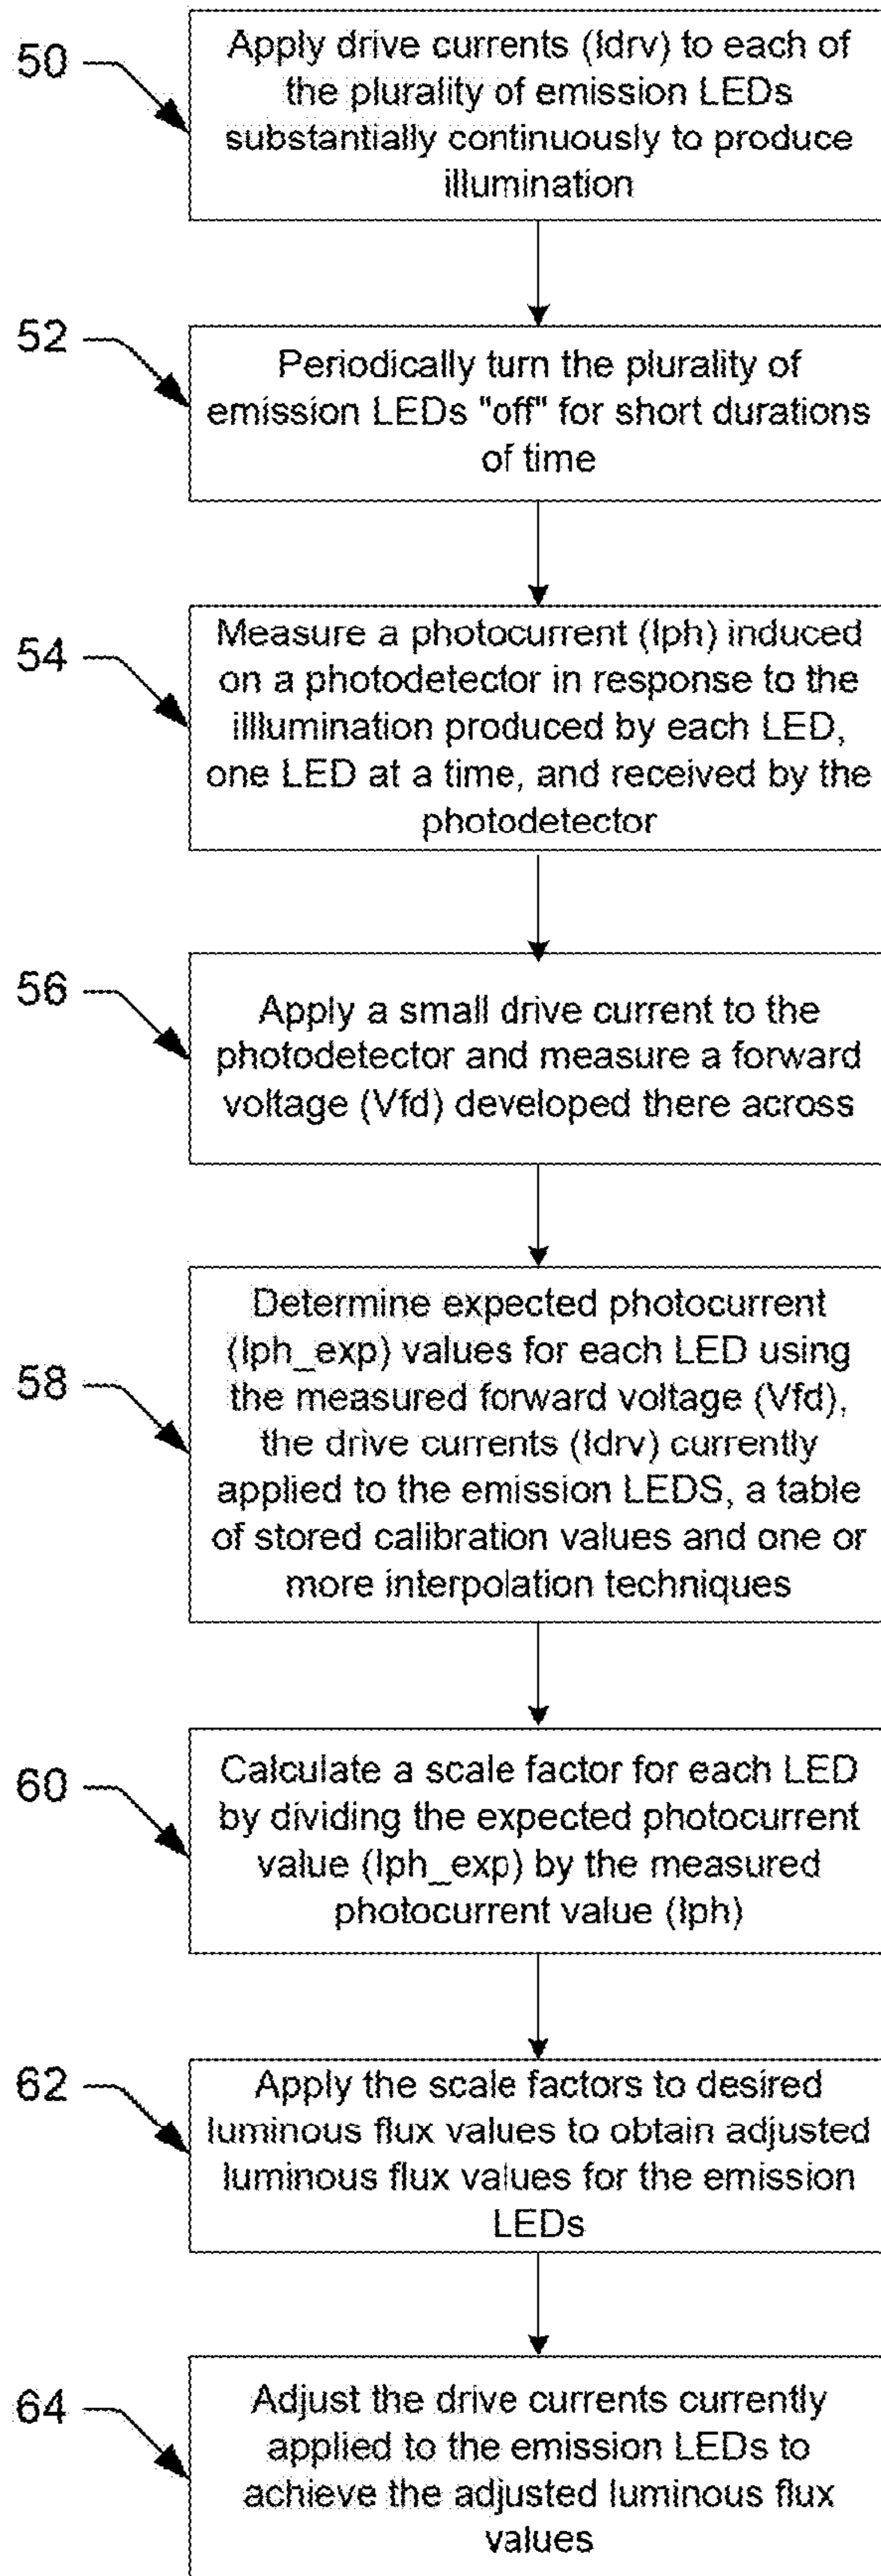 50
Apply drive currents (Idrv) to each of
the plurality of emission LEDs
substantially continuously to produce
illumination
52
Periodically turn the plurality of
emission LEDs "off" for short durations
of time
54
Measure a photocurrent (Iph) induced
on a photodetector in response to the
illlumination produced by each LED,
one LED at a time, and received by the
photodetector
56
Apply a small drive current to the
photodetector and measure a forward
voltage (Vfd) developed there across
58
Determine expected photocurrent
(Iph_exp) values for each LED using
the measured forward voltage (Vfd),
the drive currents (Idrv) currently
applied to the emission LEDS, a table
of stored calibration values and one or
more interpolation techniques
60
Calculate a scale factor for each LED
by dividing the expected photocurrent
value (Iph_exp) by the measured
photocurrent value (Iph)
62
Apply the scale factors to desired
luminous flux values to obtain adjusted
luminous flux values for the emission
LEDs
64
Adjust the drive currents currently
applied to the emission LEDs to
achieve the adjusted luminous flux
values